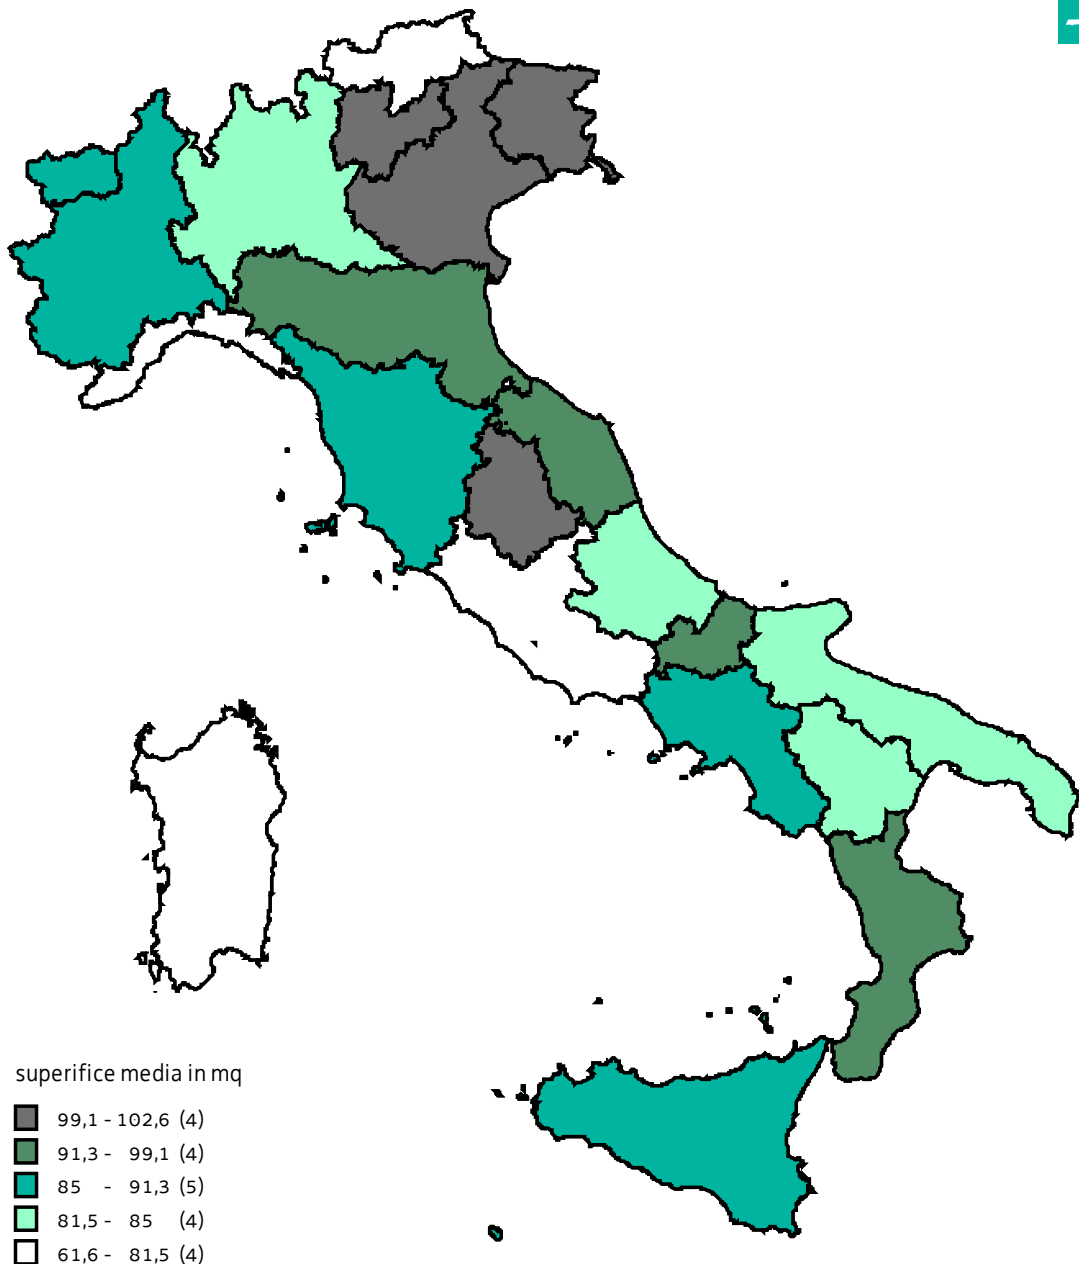 superifice media in mq
99,1 - 102,6 (4)
91,3 - 99,1 (4)
85 - 91,3 (5)
81,5 - 85 (4)
61,6 - 81,5 (4)